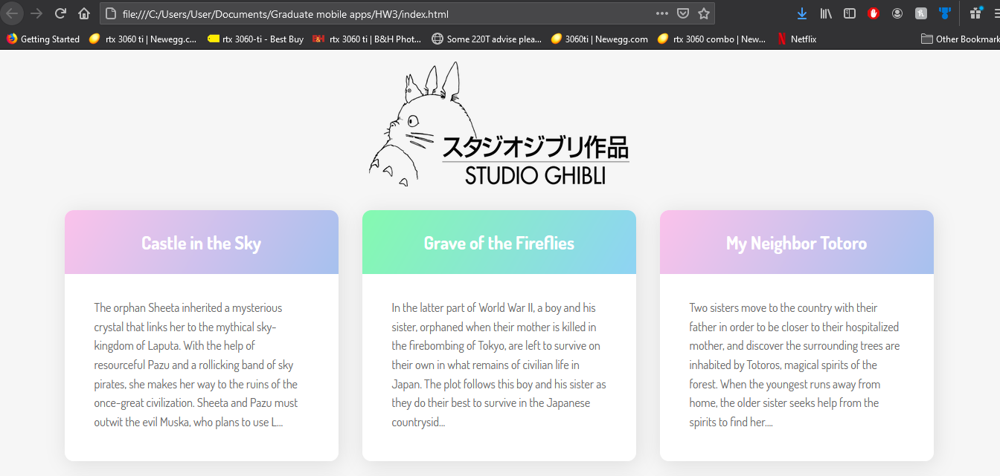 file:///C:/Users/User/Documents/Graduate mobile apps/HW3/index.html
Getting Started
rtx 3060 ti | Newegg.c...
rtx 3060-ti - Best Buy
rtx 3060 ti | B&H Phot...
Some 220T advise plea...
3060ti | Newegg.com
rtx 3060 combo | New...
Netflix
Other Bookmark
スタジオジブリ作品
STUDIO GHIBLI
Castle in the Sky
The orphan Sheeta inherited a mysterious
crystal that links her to the mythical sky-
kingdom of Laputa. With the help of
resourceful Pazu and a rollicking band of sky
pirates, she makes her way to the ruins of the
once-great civilization. Sheeta and Pazu must
outwit the evil Muska, who plans to use L...
Grave of the Fireflies
In the latter part of World War II, a boy and his
sister, orphaned when their mother is killed in
the firebombing of Tokyo, are left to survive on
their own in what remains of civilian life in
Japan. The plot follows this boy and his sister as
they do their best to survive in the Japanese
countrysid...
My Neighbor Totoro
Two sisters move to the country with their
father in order to be closer to their hospitalized
mother, and discover the surrounding trees are
inhabited by Totoros, magical spirits of the
forest. When the youngest runs away from
home, the older sister seeks help from the
spirits to find her....